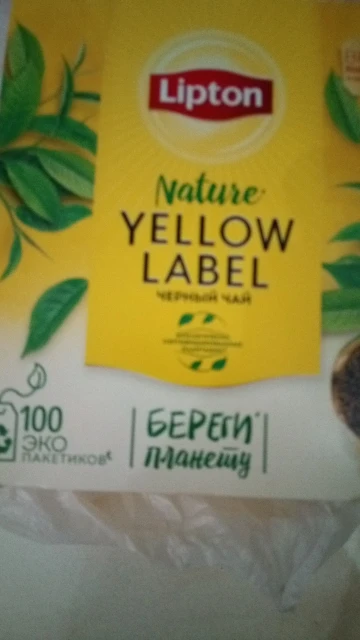 Lipton
Nature
YELLOW
LABEL
ЧЕРНЫЙ ЧАЙ
100
ЭКО
ПАКЕТИКОВ
БЕРЕГИ
планету